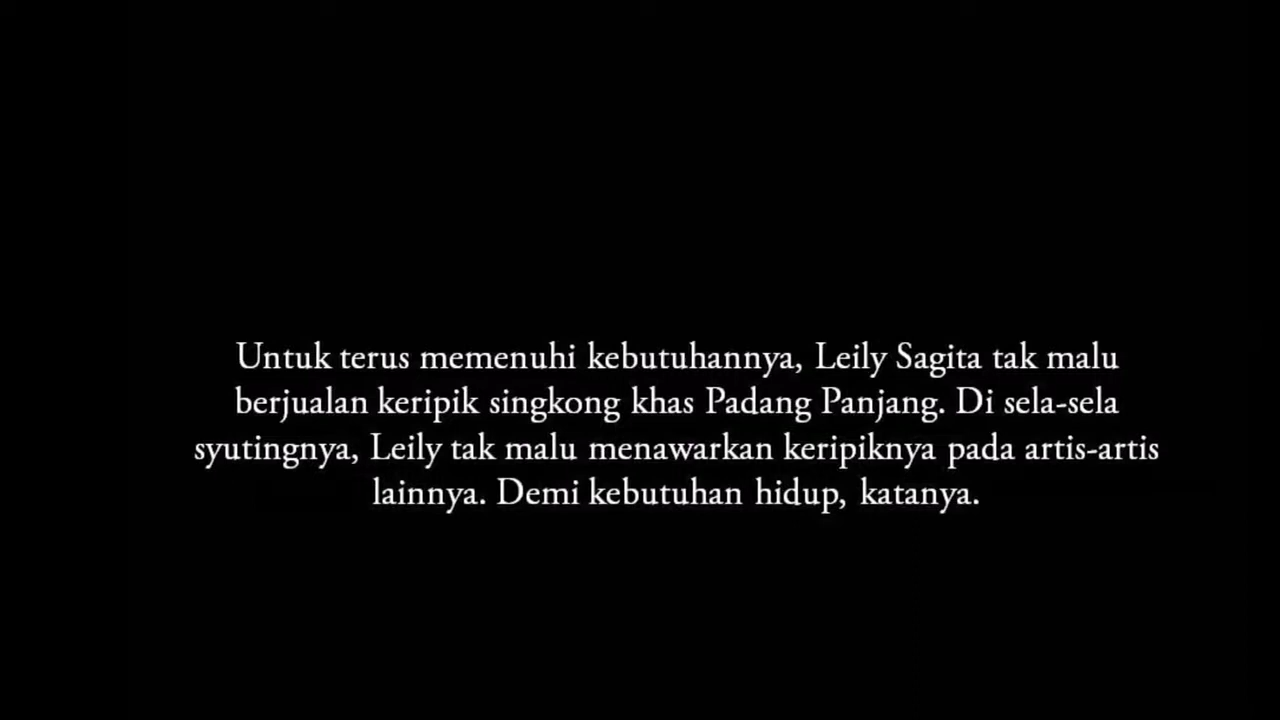 Untuk terus memenuhi kebutuhannya, Leily Sagita tak malu
berjualan keripik singkong khas Padang Panjang. Di sela-sela
syutingnya, Leily tak malu menawarkan keripiknya pada artis-artis
lainnya. Demi kebutuhan hidup, katanya.